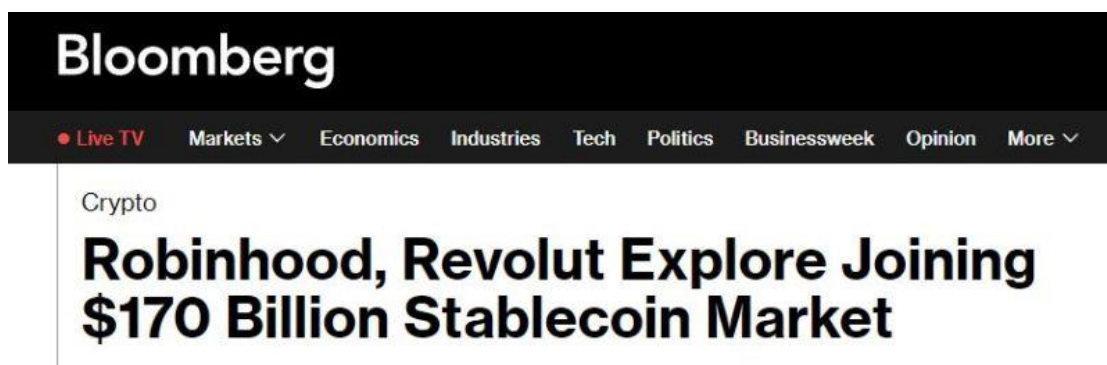 Bloomberg
Live TV Markets Economics Industries Tech Politics Businessweek Opinion More
Crypto
Robinhood, Revolut Explore Joining
$170 Billion Stablecoin Market